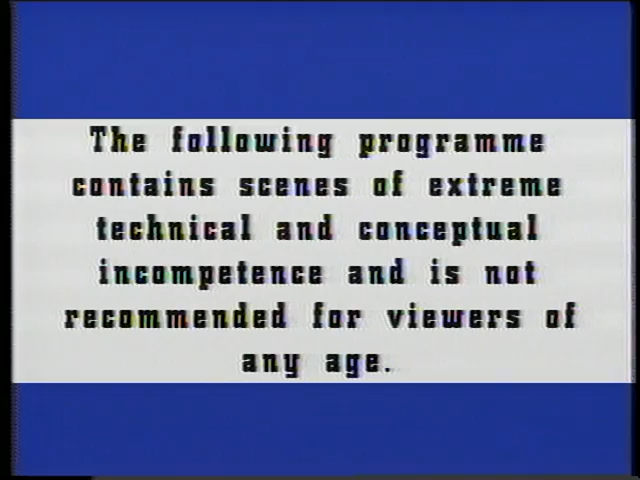 The following programme
contains scenes of extreme
technical and conceptual
incompetence and is not
recommended for viewers of
any age.